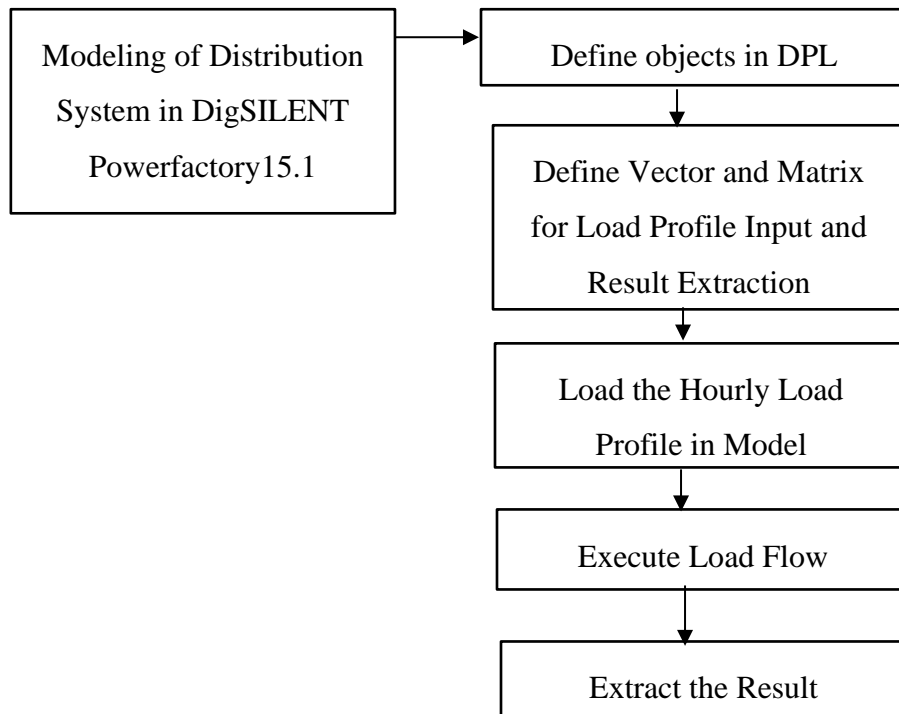 Modeling of Distribution
System in DigSILENT
Powerfactory15.1
Define objects in DPL
Define Vector and Matrix
for Load Profile Input and
Result Extraction
Load the Hourly Load
Profile in Model
Execute Load Flow
Extract the Result